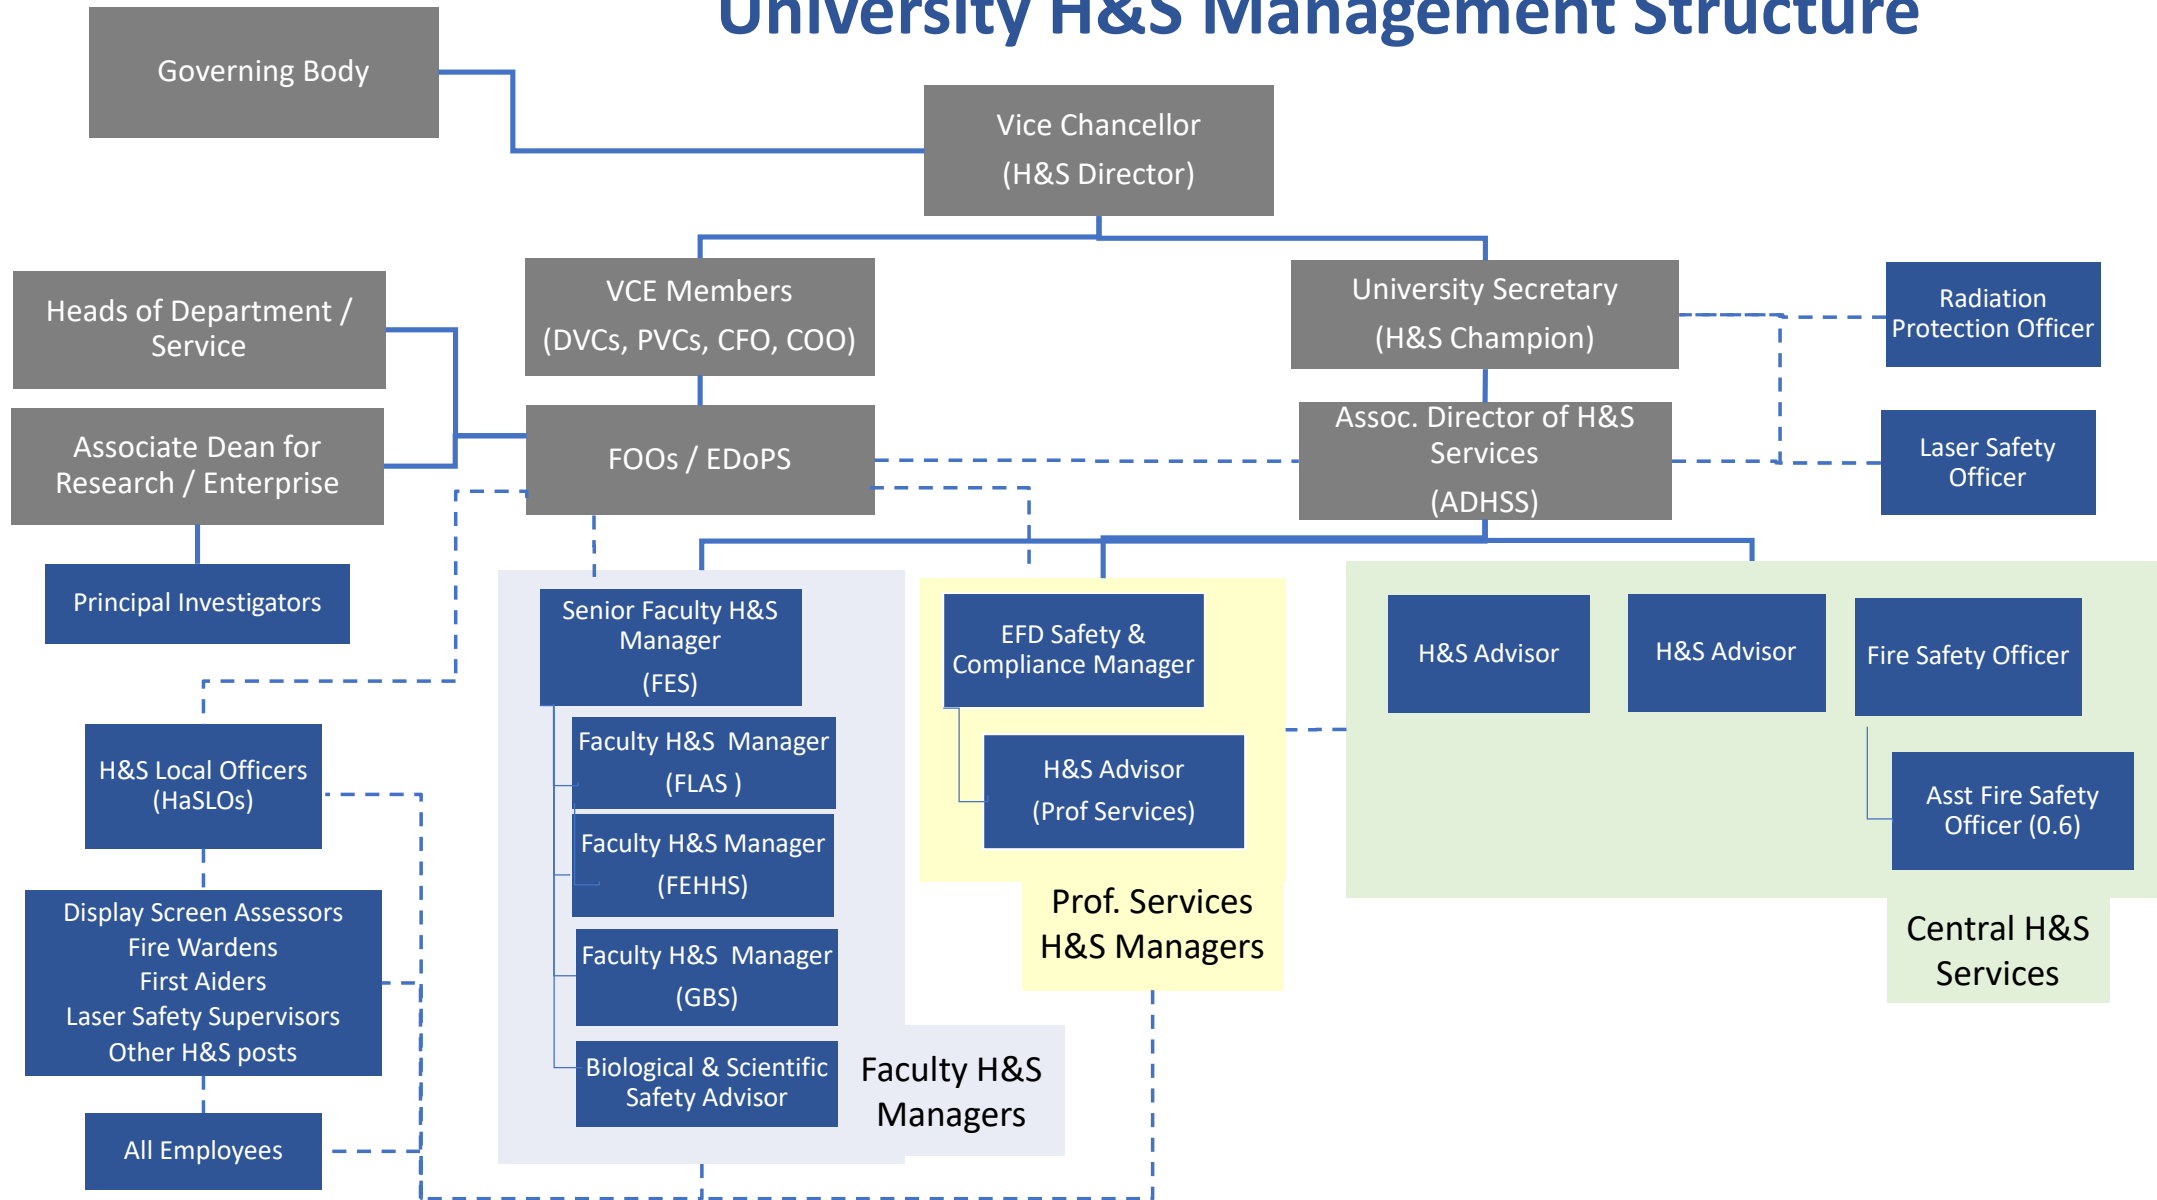 University H&S Management Structure
Governing Body
Vice Chancellor
(H&S Director)
Heads of Department /
Service
VCE Members
(DVCs, PVCs, CFO, COO)
University Secretary
(H&S Champion)
Radiation
Protection Officer
Associate Dean for
Research / Enterprise
FOOs / EDoPS
Assoc. Director of H&S
Services
(ADHSS)
Laser Safety
Officer
Principal Investigators
Senior Faculty H&S
Manager
(FES)
EFD Safety &
Compliance Manager
H&S Advisor
H&S Advisor
Fire Safety Officer
H&S Local Officers
(HaSLOs)
Faculty H&S  Manager
(FLAS )
H&S Advisor
(Prof Services)
Asst Fire Safety
Officer (0.6)
Faculty H&S Manager
(FEHHS)
Display Screen Assessors
Fire Wardens
First Aiders
Laser Safety Supervisors
Other H&S posts
Prof. Services
H&S Managers
Central H&S
Services
Faculty H&S  Manager
(GBS)
Biological & Scientific
Safety Advisor
Faculty H&S
Managers
All Employees